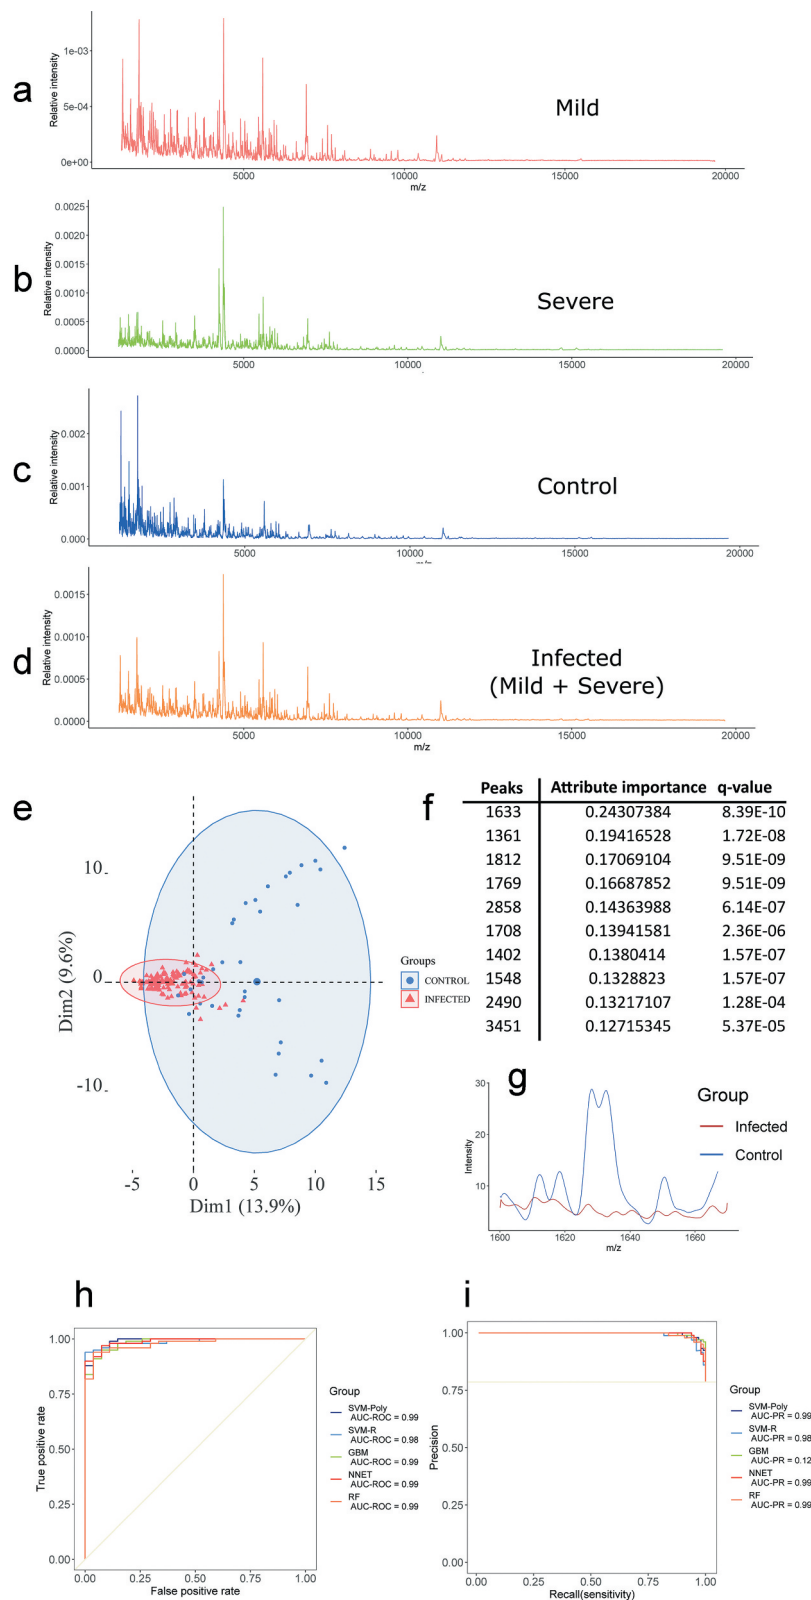 a
Relative intensity
1e-03
5e-04
0e+00
Mild
5000 10000 15000 20000
m/z
b
Relative intensity
0.0025
0.0020
0.0015
0.0010
0.0005
0.0000
Severe
5000 10000 15000 20000
c
Relative intensity
0.002
0.001
0.000
Control
5000 10000 15000 20000
m/z
d
Relative intensity
0.0015
0.0010
0.0005
0.0000
Infected
(Mild + Severe)
5000 10000 15000 20000
m/z
e
Dim2 (9.6%)
10
0
-10
-5 0 5 10 15
Dim1 (13.9%)
Groups
CONTROL
INFECTED
f
Peaks Attribute importance q-value
1633 0.24307384 8.39E-10
1361 0.19416528 1.72E-08
1812 0.17069104 9.51E-09
1769 0.16687852 9.51E-09
2858 0.14363988 6.14E-07
1708 0.13941581 2.36E-06
1402 0.1380414 1.57E-07
1548 0.1328823 1.57E-07
2490 0.13217107 1.28E-04
3451 0.12715345 5.37E-05
g
Intensity
30
20
10
1600 1620 1640 1660
m/z
Group
Infected
Control
h
True positive rate
1.00
0.75
0.50
0.25
0.00
0.00 0.25 0.50 0.75 1.00
False positive rate
Group
SVM-Poly
AUC-ROC = 0.99
SVM-R
AUC-ROC = 0.98
GBM
AUC-ROC = 0.99
NNET
AUC-ROC = 0.99
RF
AUC-ROC = 0.99
i
Precision
1.00
0.75
0.50
0.25
0.00
0.00 0.25 0.50 0.75 1.00
Recall(sensitivity)
Group
SVM-Poly
AUC-PR = 0.99
SVM-R
AUC-PR = 0.98
GBM
AUC-PR = 0.12
NNET
AUC-PR = 0.99
RF
AUC-PR = 0.99